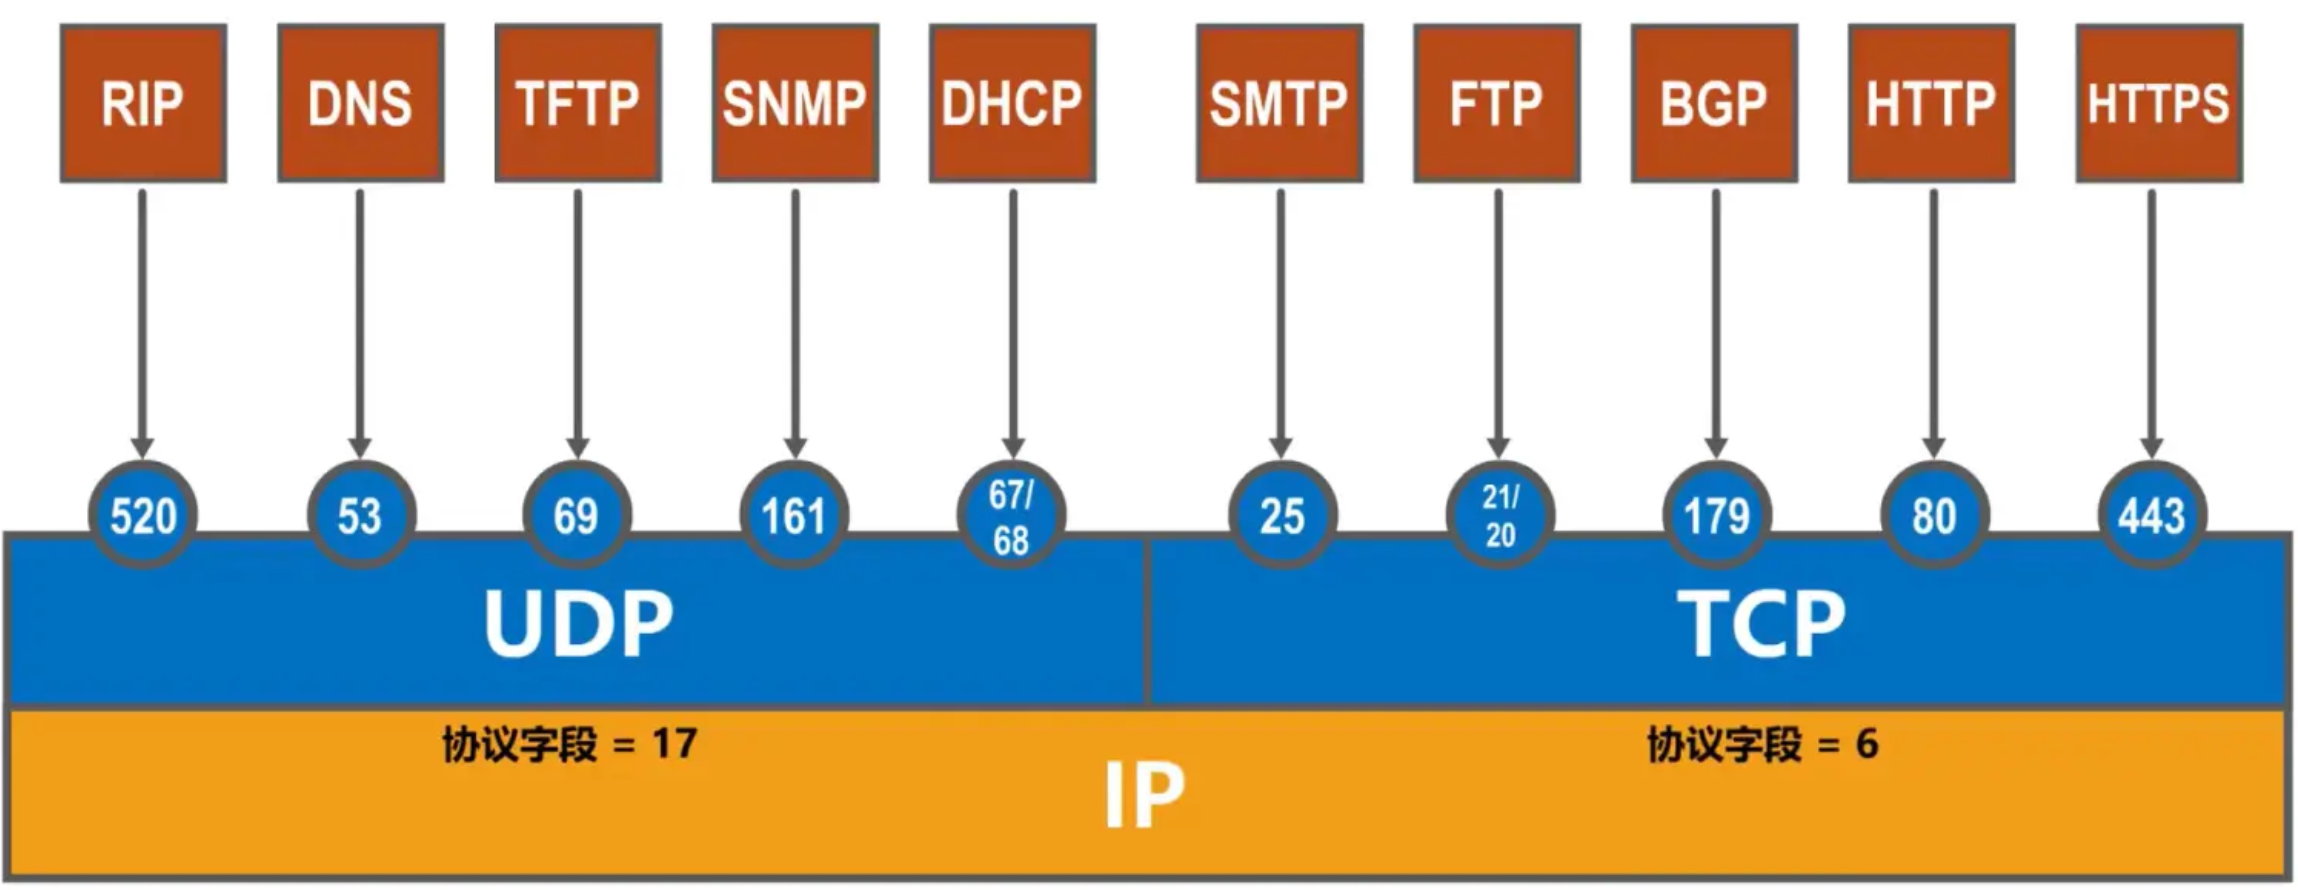 RIP DNS TFTP SNMP DHCP SMTP FTP BGP HTTP HTTPS
520 53 69 161 67/ 25 21/ 179 80 443
68 20
UDP TCP
协议字段 = 17 协议字段 = 6
IP